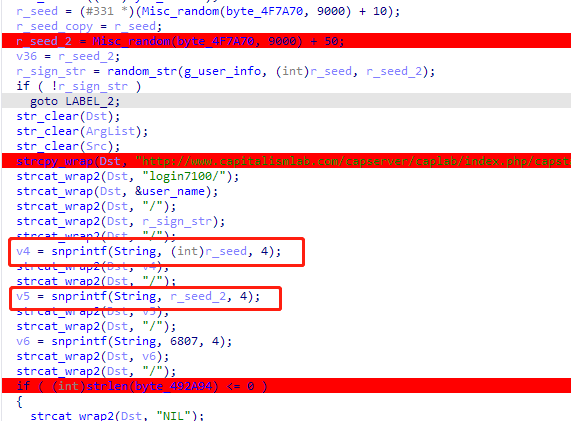 r_seed = (#331 *)(Misc_random(byte_4F7A70, 9000) + 10);
r_seed_copy = r_seed;
r_seed_2 = Misc_random(byte_4F7A70, 9000) + 50;
v36 = r_seed_2;
r_sign_str = random_str(g_user_info, (int)r_seed, r_seed_2);
if ( !r_sign_str )
goto LABEL_2;
str_clear(Dst);
str_clear(ArgList);
str_clear(Src);
strcpy_wrap(Dst, "http://www.capitalismlab.com/capserver/caplab/index.php/
strcat_wrap2(Dst, "login7100/");
strcat_wrap(Dst, &user_name);
strcat_wrap2(Dst, "/");
strcat_wrap2(Dst, r_sign_str);
strcat_wrap2(Dst, "/");
v4 = snprintf(String, (int)r_seed, 4);
strcat_wrap2(Dst, v4);
strcat_wrap2(Dst, "/");
v5 = snprintf(String, r_seed_2, 4);
strcat_wrap2(Dst, v5);
strcat_wrap2(Dst, "/");
v6 = snprintf(String, 6807, 4);
strcat_wrap2(Dst, v6);
strcat_wrap2(Dst, "/");
if ( (int)strlen(byte_492A94) <= 0 )
{
strcat_wrap2(Dst, "NIL");